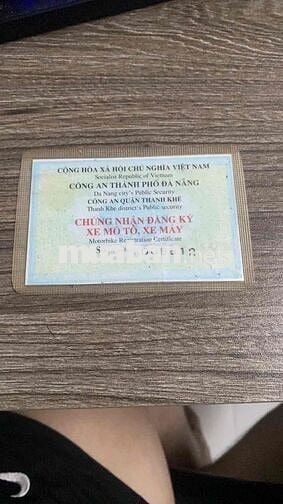 CỘNG HÒA XÃ HỘI CHỦ NGHĨA VIỆT NAM
Socialist Republic of Vietnam
CÔNG AN THÀNH PHỐ ĐÀ NẴNG
Da Nang city's Public Security
CÔNG AN QUẬN THANH KHÊ
Thanh Khe district's Public security
CHỨNG NHẬN ĐĂNG KÝ
XE MÔ TÔ, XE MÁY
Motorbike Registration Certificate